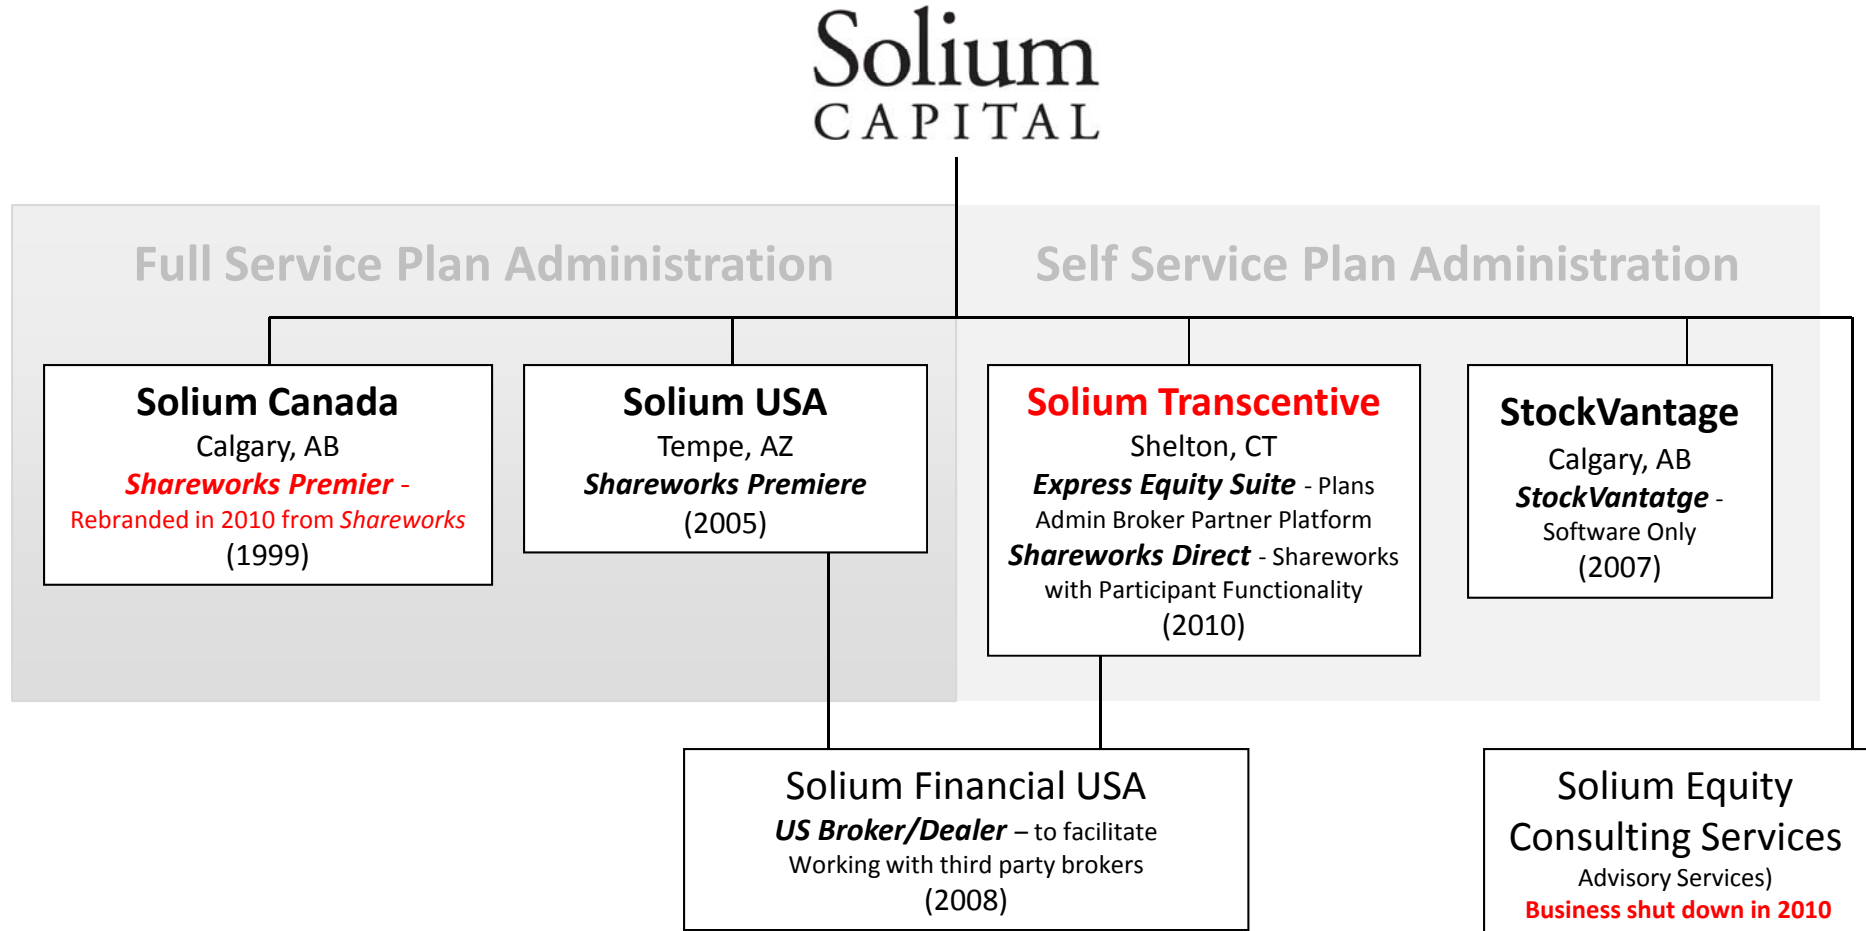 Solium
CAPITAL
Full Service Plan Administration
Self Service Plan Administration
Solium Canada
Calgary, AB
Shareworks Premier -
Rebranded in 2010 from Shareworks
(1999)
Solium USA
Tempe, AZ
Shareworks Premiere
(2005)
Solium Transcentive
Shelton, CT
Express Equity Suite - Plans
Admin Broker Partner Platform
Shareworks Direct - Shareworks
with Participant Functionality
(2010)
StockVantage
Calgary, AB
StockVantatge -
Software Only
(2007)
Solium Financial USA
US Broker/Dealer – to facilitate
Working with third party brokers
(2008)
Solium Equity
Consulting Services
Advisory Services)
Business shut down in 2010